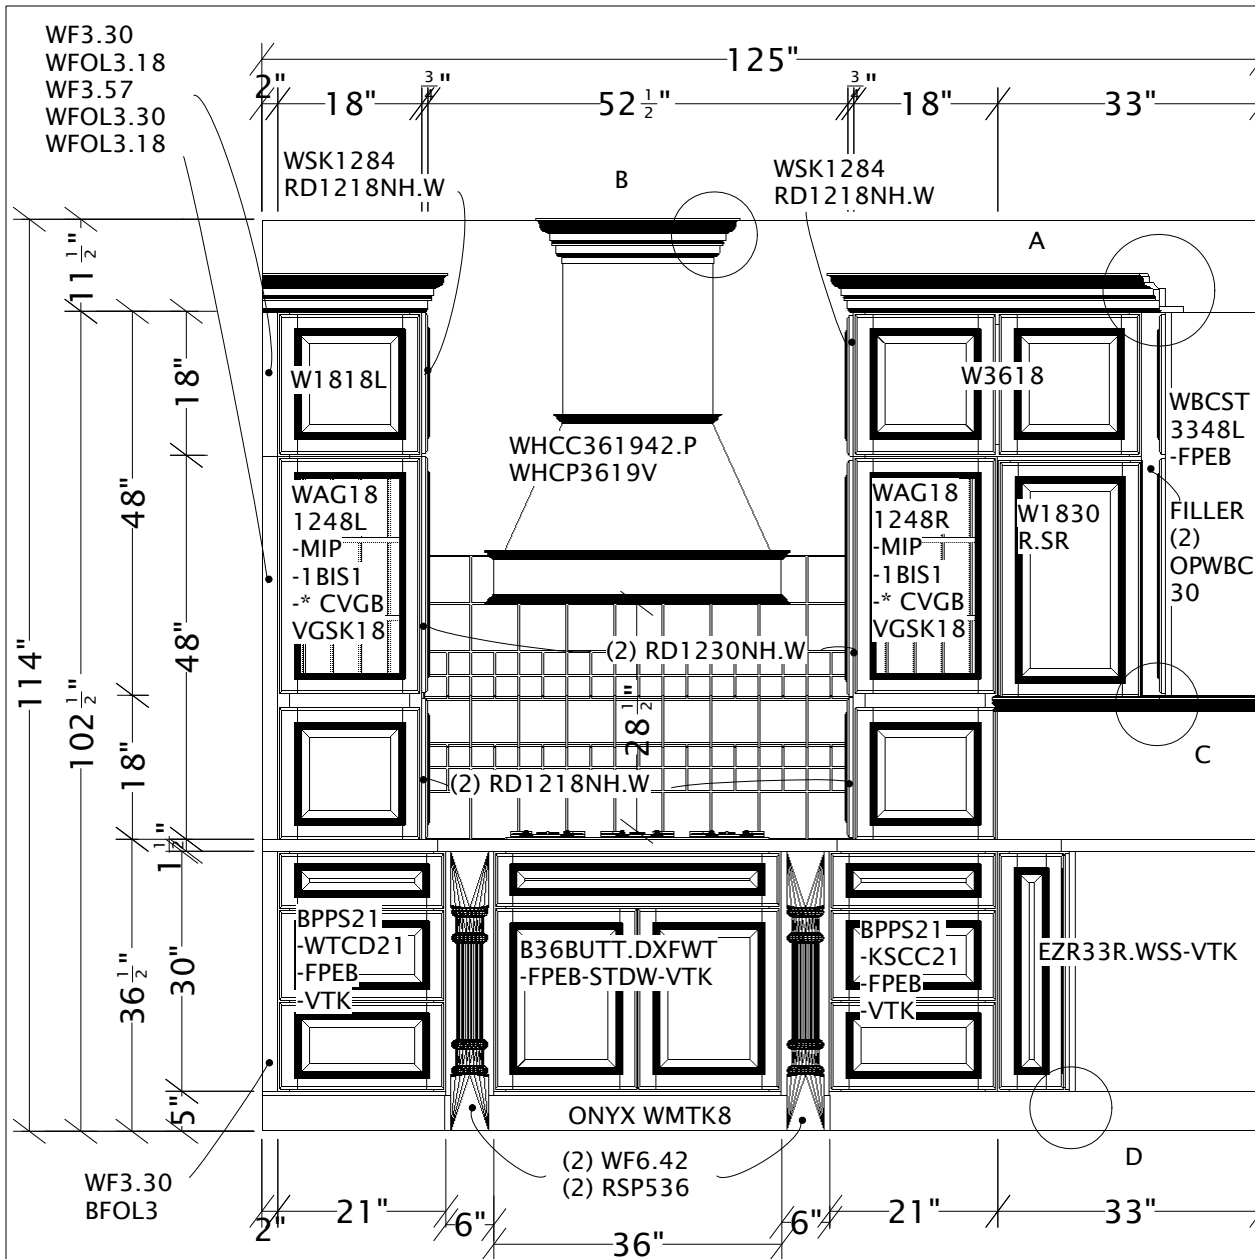 WF3.30
WFOL3.18
WF3.57
WFOL3.30
WFOL3.18
125"
2"
18"
3/4"
52 1/2"
3/4"
18"
33"
WSK1284
RD1218NH.W
B
WSK1284
RD1218NH.W
A
11 1/2"
18"
W1818L
W3618
WBCST
3348L
-FPEB
WHCC361942.P
WHCP3619V
48"
WAG18
1248L
-MIP
-1BIS1
-* CVGB
VGSK18
WAG18
1248R
-MIP
-1BIS1
-* CVGB
VGSK18
W1830
R.SR
FILLER
(2)
OPWBC
30
48"
(2) RD1230NH.W
114"
102 1/2"
28 1/2"
18"
C
(2) RD1218NH.W
1 1/2"
BPPS21
-WTCD21
-FPEB
-VTK
B36BUTT.DXFWT
-FPEB-STDW-VTK
BPPS21
-KSCC21
-FPEB
-VTK
EZR33R.WSS-VTK
36 1/2"
30"
5"
ONYX WMTK8
D
WF3.30
BFOL3
(2) WF6.42
(2) RSP536
2"
21"
6"
36"
6"
21"
33"